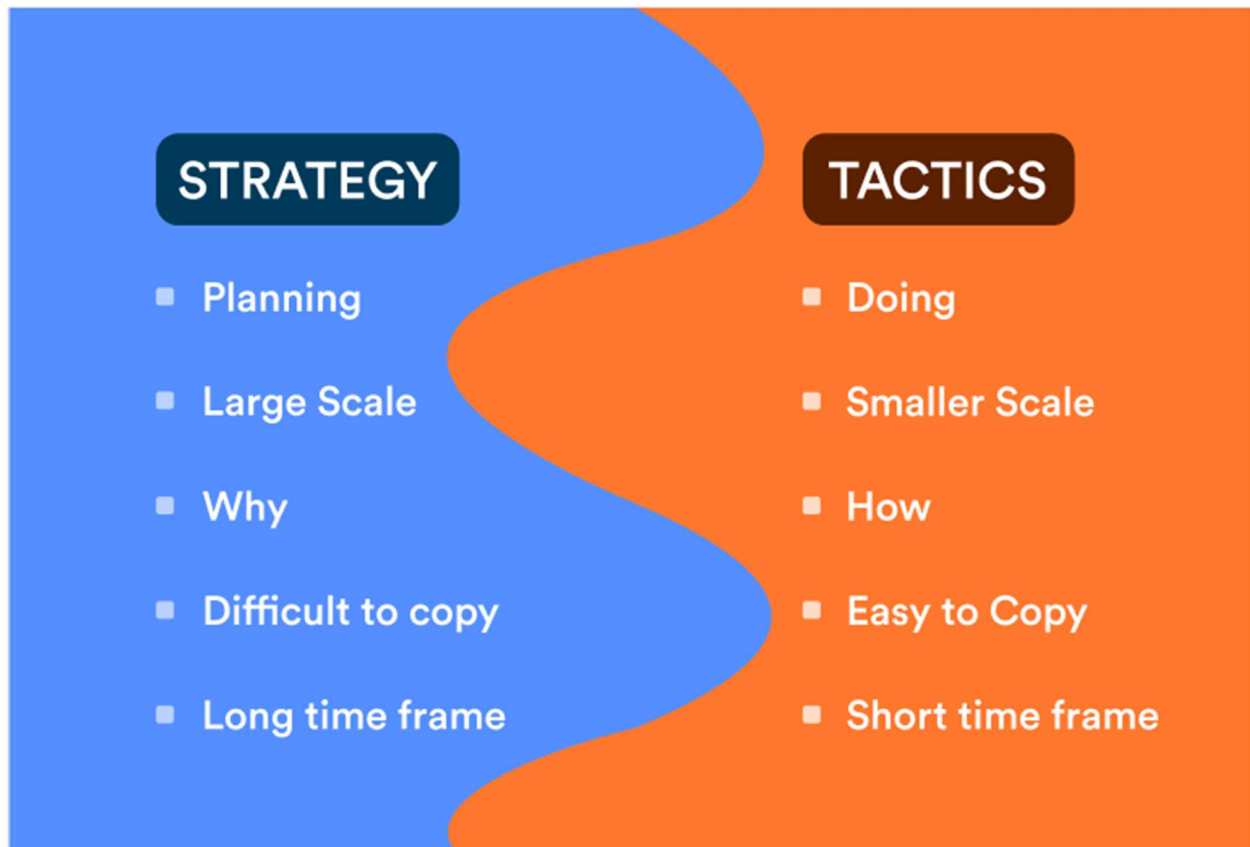 STRATEGY
Planning
Large Scale
Why
Difficult to copy
Long time frame
TACTICS
Doing
Smaller Scale
How
Easy to Copy
Short time frame